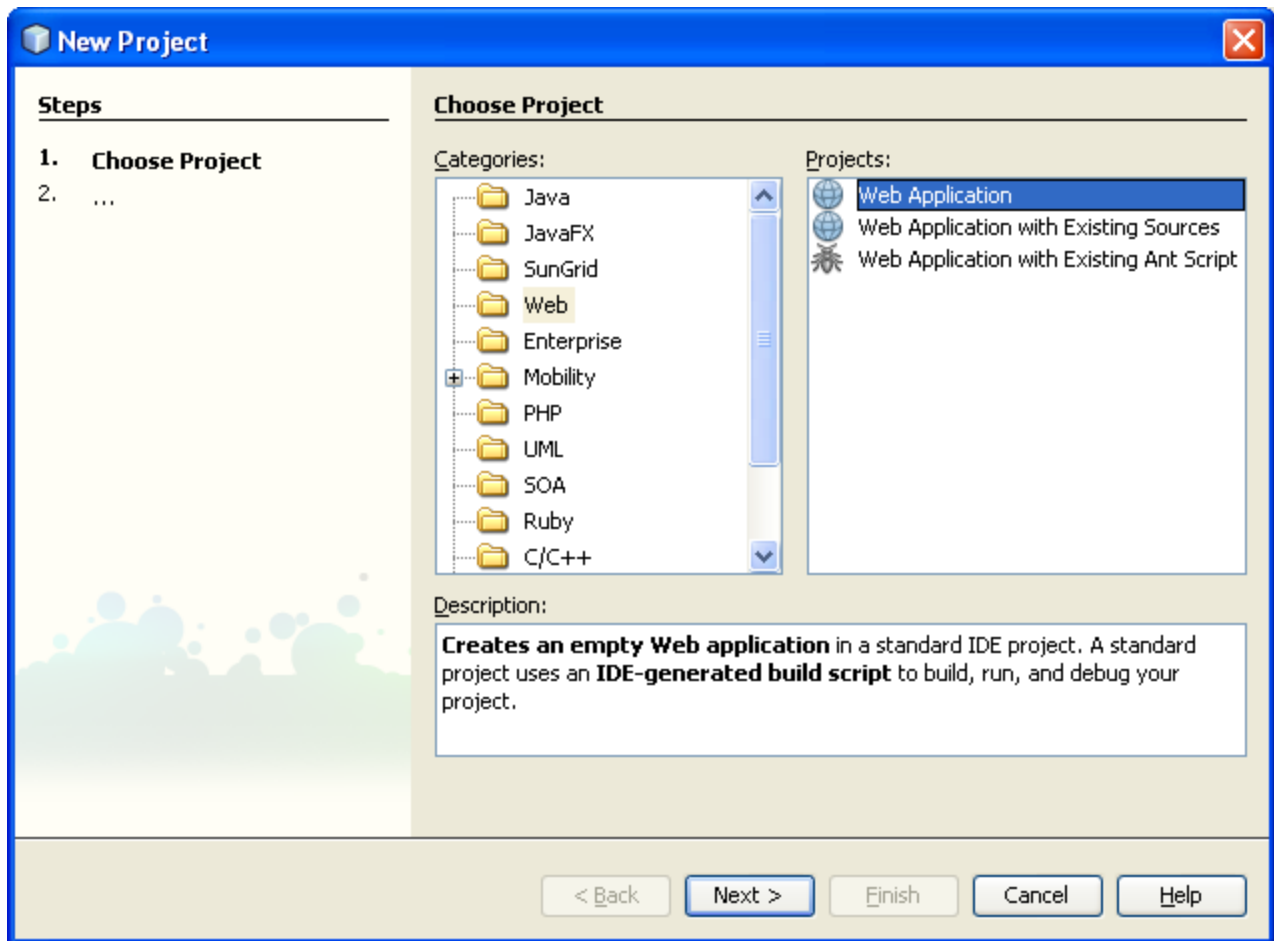 New Project
Steps
1. Choose Project
2. ...
Choose Project
Categories:
Java
JavaFX
SunGrid
Web
Enterprise
Mobility
PHP
UML
SOA
Ruby
C/C++
Projects:
Web Application
Web Application with Existing Sources
Web Application with Existing Ant Script
Description:
Creates an empty Web application in a standard IDE project. A standard
project uses an IDE-generated build script to build, run, and debug your
project.
< Back
Next >
Finish
Cancel
Help